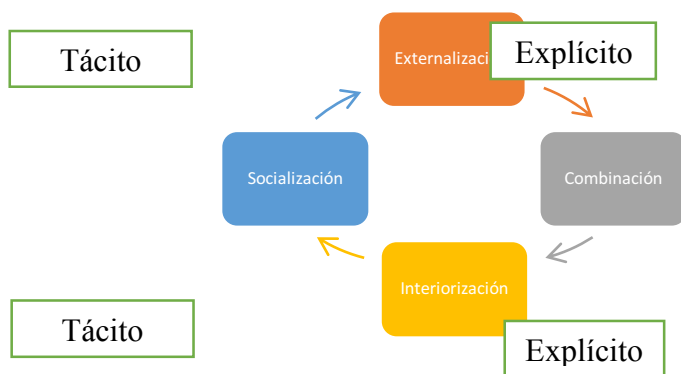 Tácito
Externalizaci
Explícito
Socialización
Combinación
Interiorización
Tácito
Explícito